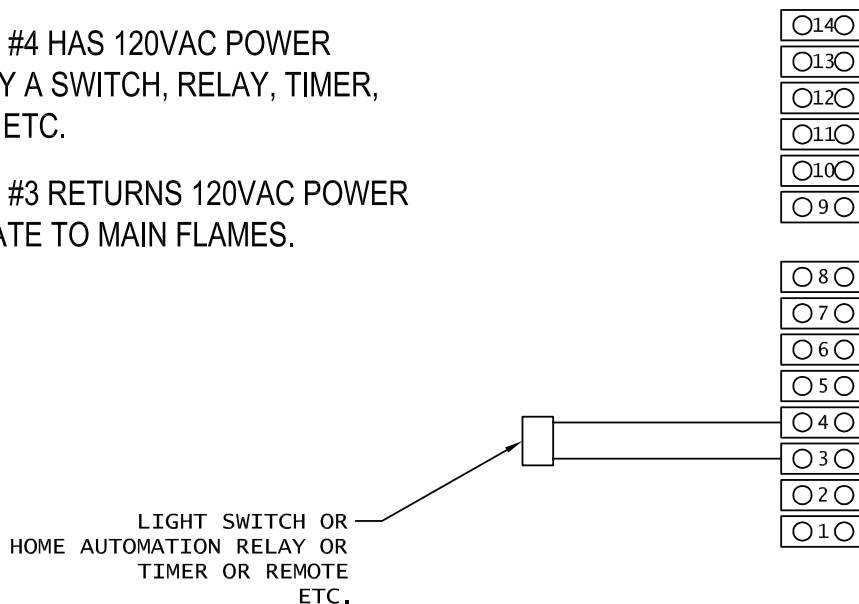 #4 HAS 120VAC POWER
Y A SWITCH, RELAY, TIMER,
ETC.
#3 RETURNS 120VAC POWER
ATE TO MAIN FLAMES.
14
13
12
11
10
9
8
7
6
5
4
3
2
1
LIGHT SWITCH OR
HOME AUTOMATION RELAY OR
TIMER OR REMOTE
ETC.